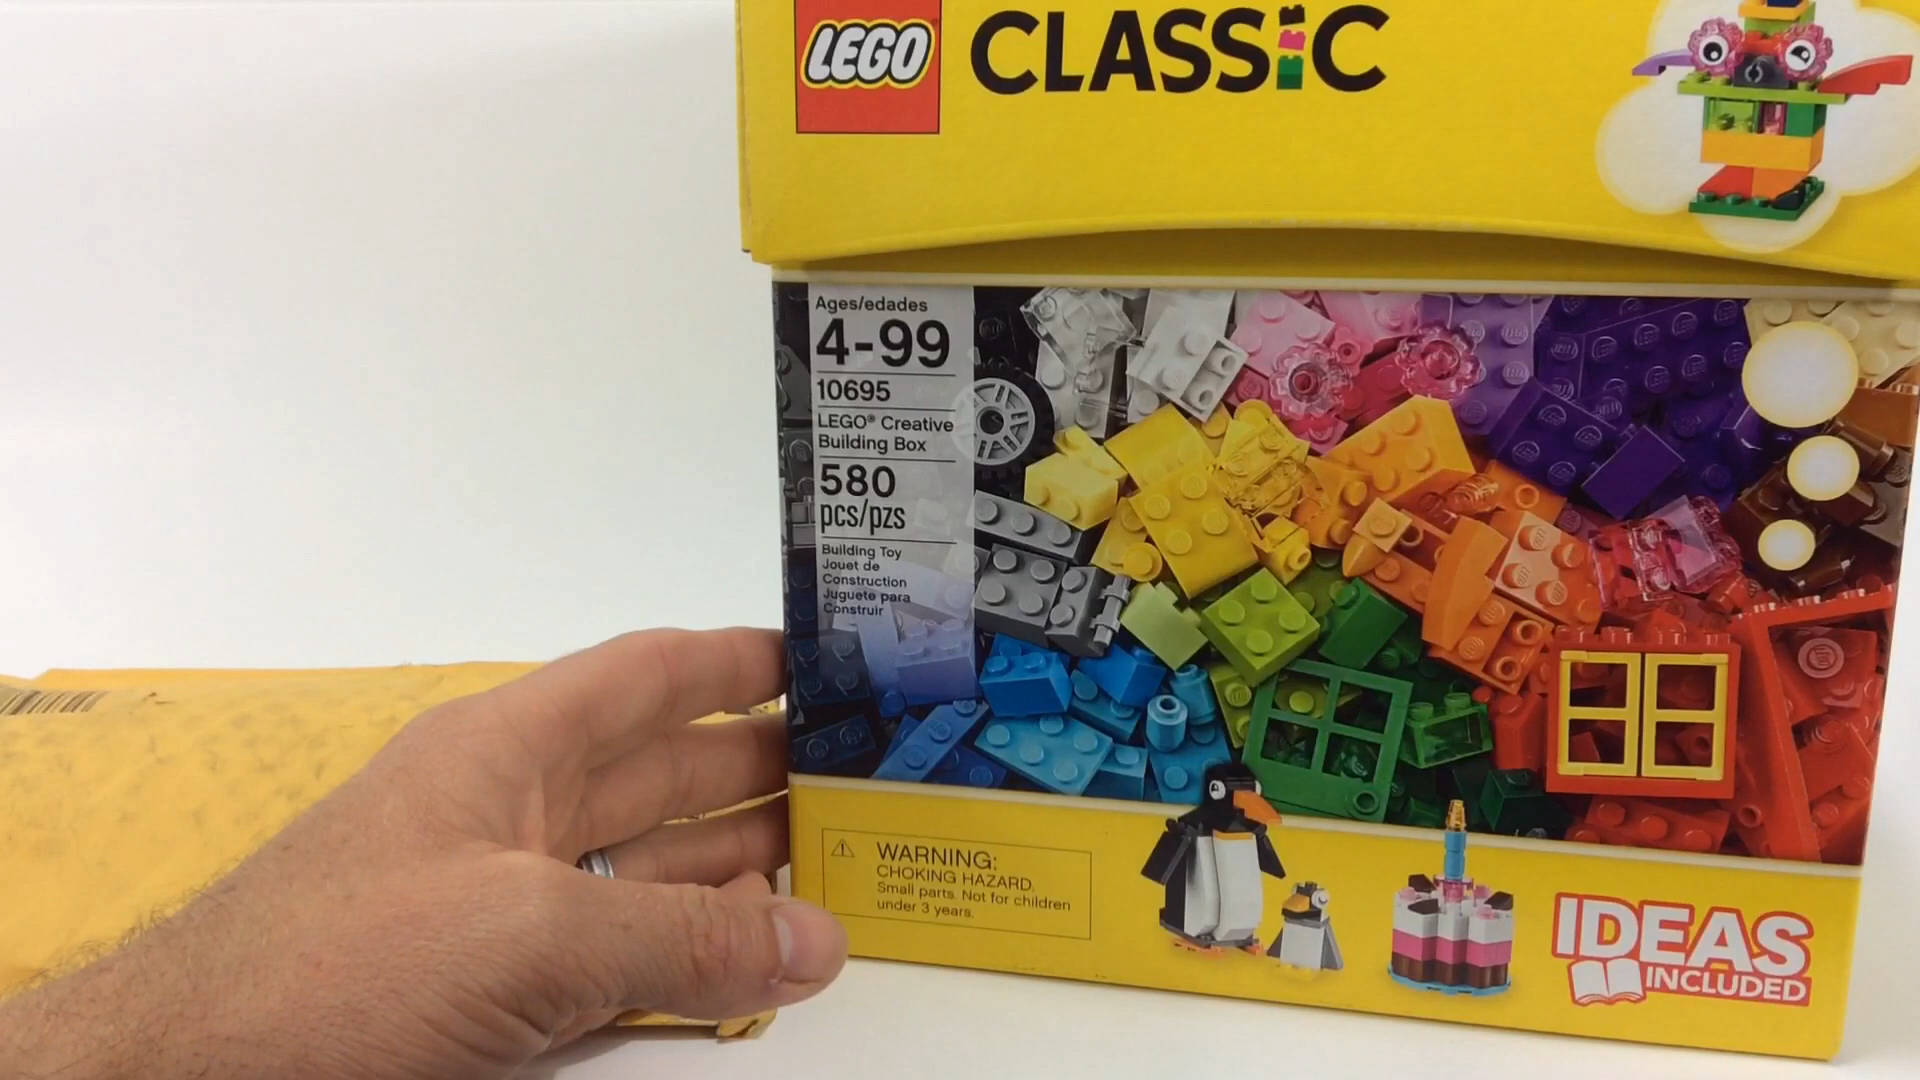 LEGO CLASSiC
Ages/edades
4-99
10695
LEGO® Creative
Building Box
580
pcs/pzs
Building Toy
Jouet de
Construction
Juguete para
Construir
WARNING:
CHOKING HAZARD.
Small parts. Not for children
under 3 years.
IDEAS
INCLUDED